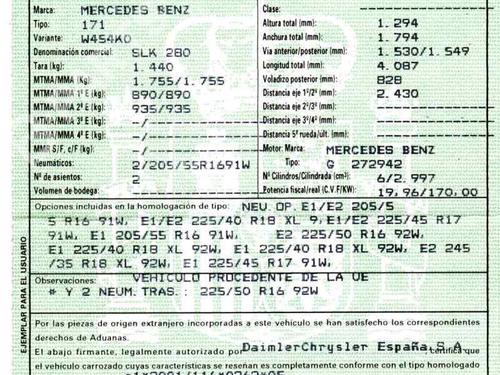 Marca: MERCEDES BENZ
Tipo: 171
Variante: W454K0
Denominación comercial: SLK 280
Tara (kg): 1.440
MTMA/MMA (kg): 1.755/1.755
MTMA/MMA 1º E (kg): 890/890
MTMA/MMA 2º E (kg): 935/935
MTMA/MMA 3º E (kg): -/
MTMA/MMA 4º E (kg): -/
MMR S/F, c/F (kg): -/
Neumáticos: 2/205/55R1691W
Nº de asientos: 2
Volumen de bodega:
Clase:
Altura total (mm): 1.294
Anchura total (mm): 1.794
Vía anterior/posterior (mm): 1.530/1.549
Longitud total (mm): 4.087
Voladizo posterior (mm): 828
Distancia eje 1º/2º (mm): 2.430
Distancia eje 2º/3º (mm):
Distancia eje 3º/4º (mm):
Distancia 5ª rueda/ult. (mm):
Motor: Marca: MERCEDES BENZ
Tipo: G 272942
Nº Cilindros/Cilindrada (cm³): 6/2.997
Potencia fiscal/real (C.V.F/KW): 19,96/170,00
Opciones incluidas en la homologación de tipo: NEU.OP.E1/E2 205/5
5 R16 91W, E1/E2 225/40 R18 XL 9,E1/E2 225/45 R17
91W, E1 205/55 R16 91W, E2 225/50 R16 92W,
E1 225/40 R18 XL 92W, E1 225/40 R18 XL 92W, E2 245
/35 R18 XL 92W, E1 225/45 R17 91W,
Observaciones: VEHICULO PROCEDENTE DE LA UE
* Y 2 NEUM.TRAS.: 225/50 R16 92W
EJEMPLAR PARA EL USUARIO
Por las piezas de origen extranjero incorporadas a este vehículo se han satisfecho los correspondientes
derechos de Aduanas.
El abajo firmante, legalmente autorizado por DaimlerChrysler España,S.A. certifica que
el vehículo carrozado cuyas características se reseñan es completamente conforme con el tipo homologado